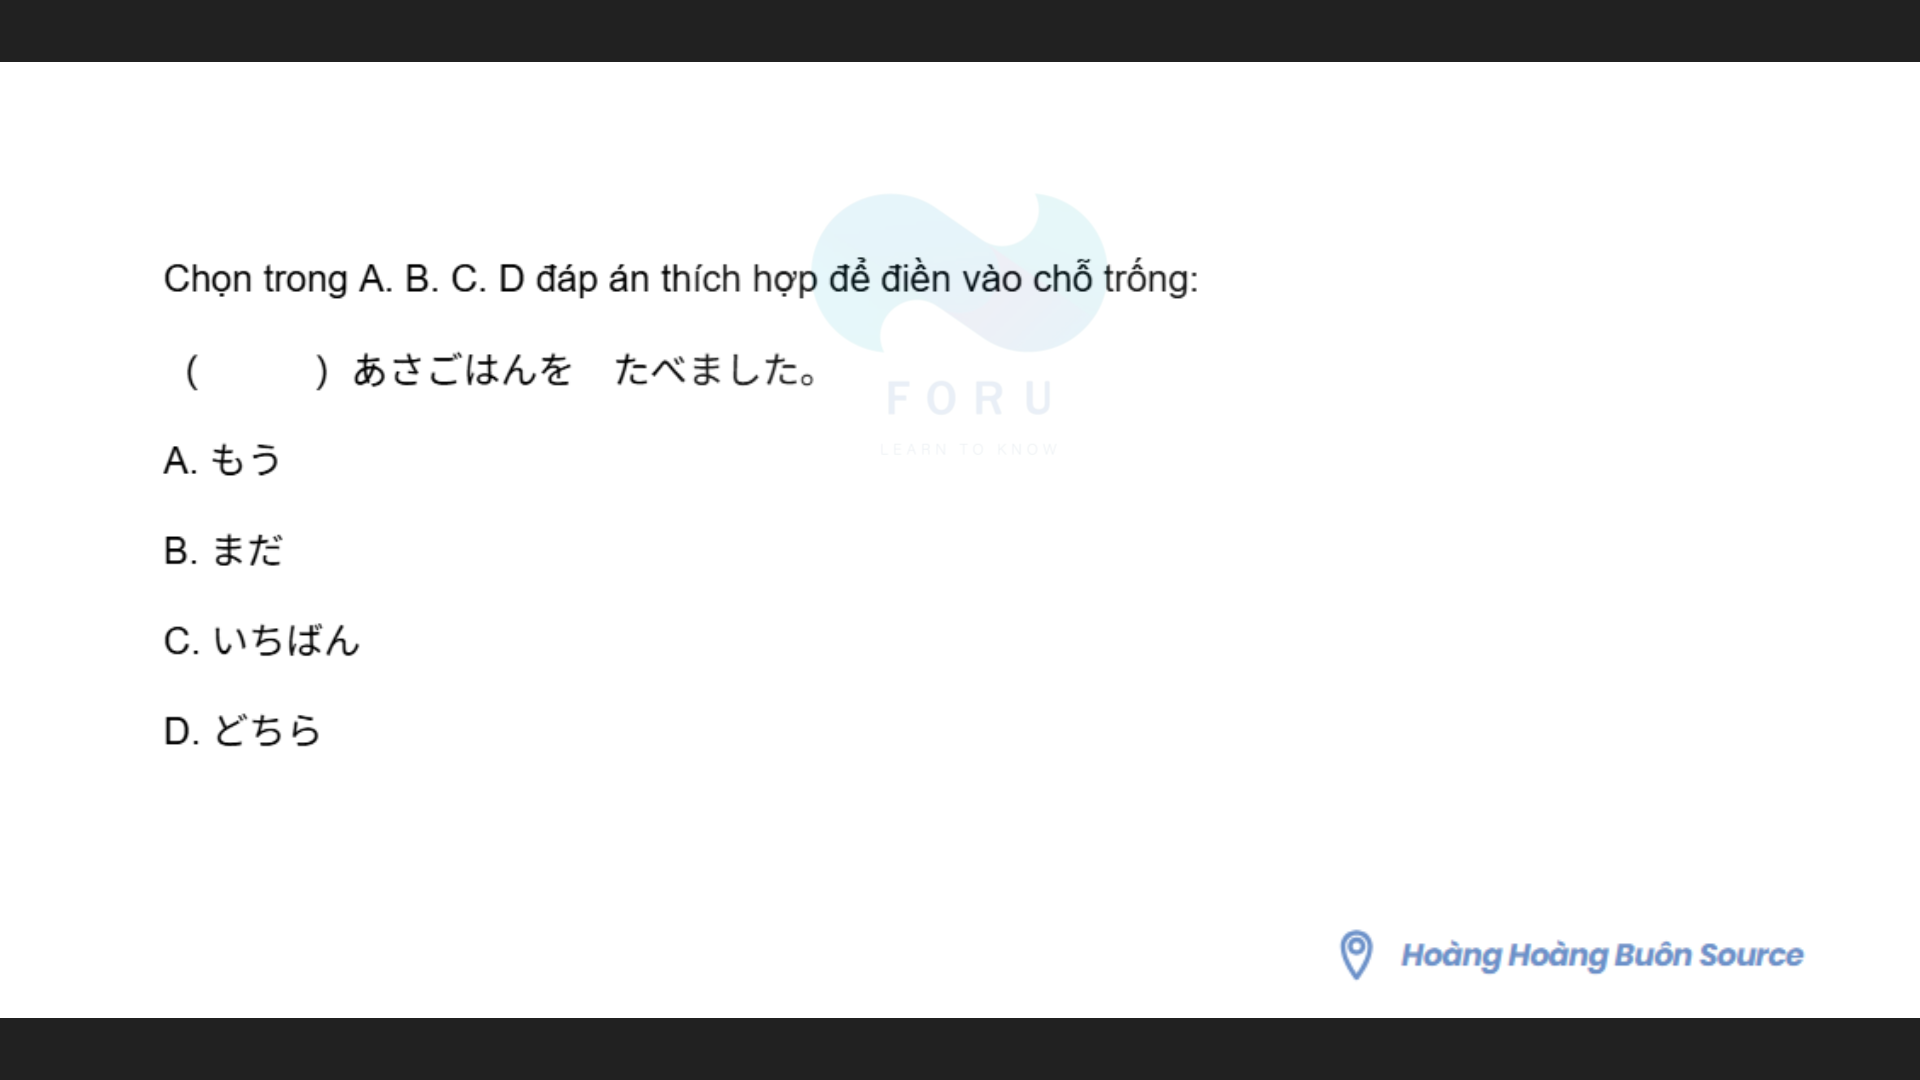 Chọn trong A. B. C. D đáp án thích hợp để điền vào chỗ trống:
（　　　）あさごはんを　たべました。
FORU
LEARN TO KNOW
A. もう
B. まだ
C. いちばん
D. どちら
Hoàng Hoàng Buôn Source